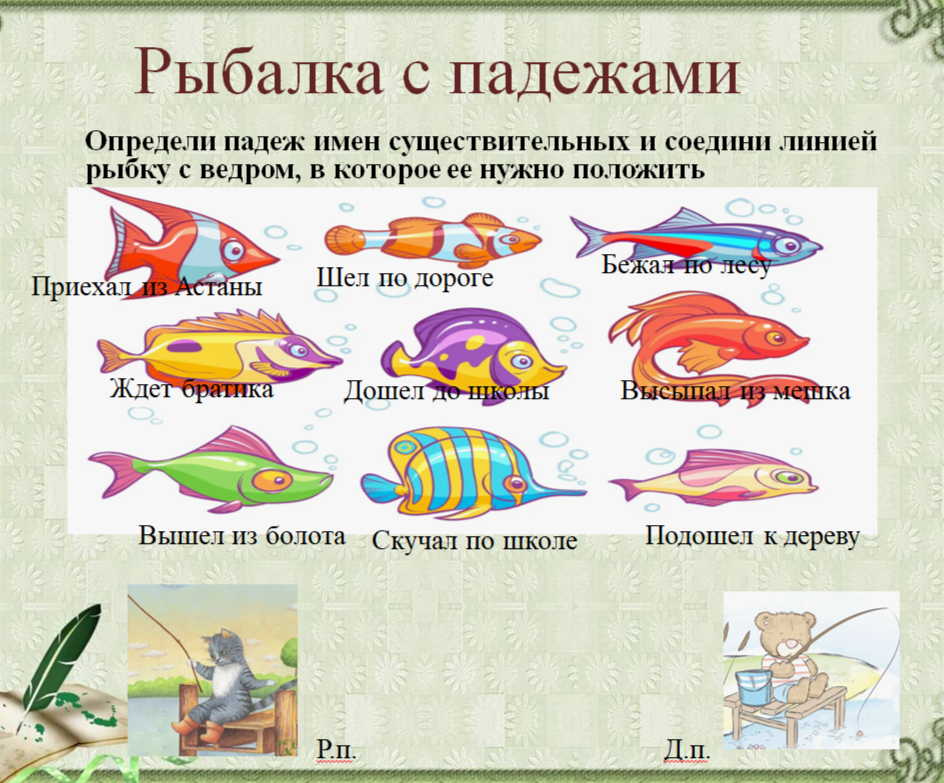 Рыбалка с падежами
Определи падеж имен существительных и соедини линией
рыбку с ведром, в которое ее нужно положить
Приехал из Астаны
Шел по дороге
Бежал по лесу
Ждет братика
Дошел до школы
Высыпал из мешка
Вышел из болота
Скучал по школе
Подошел к дереву
Р.п.
Д.п.